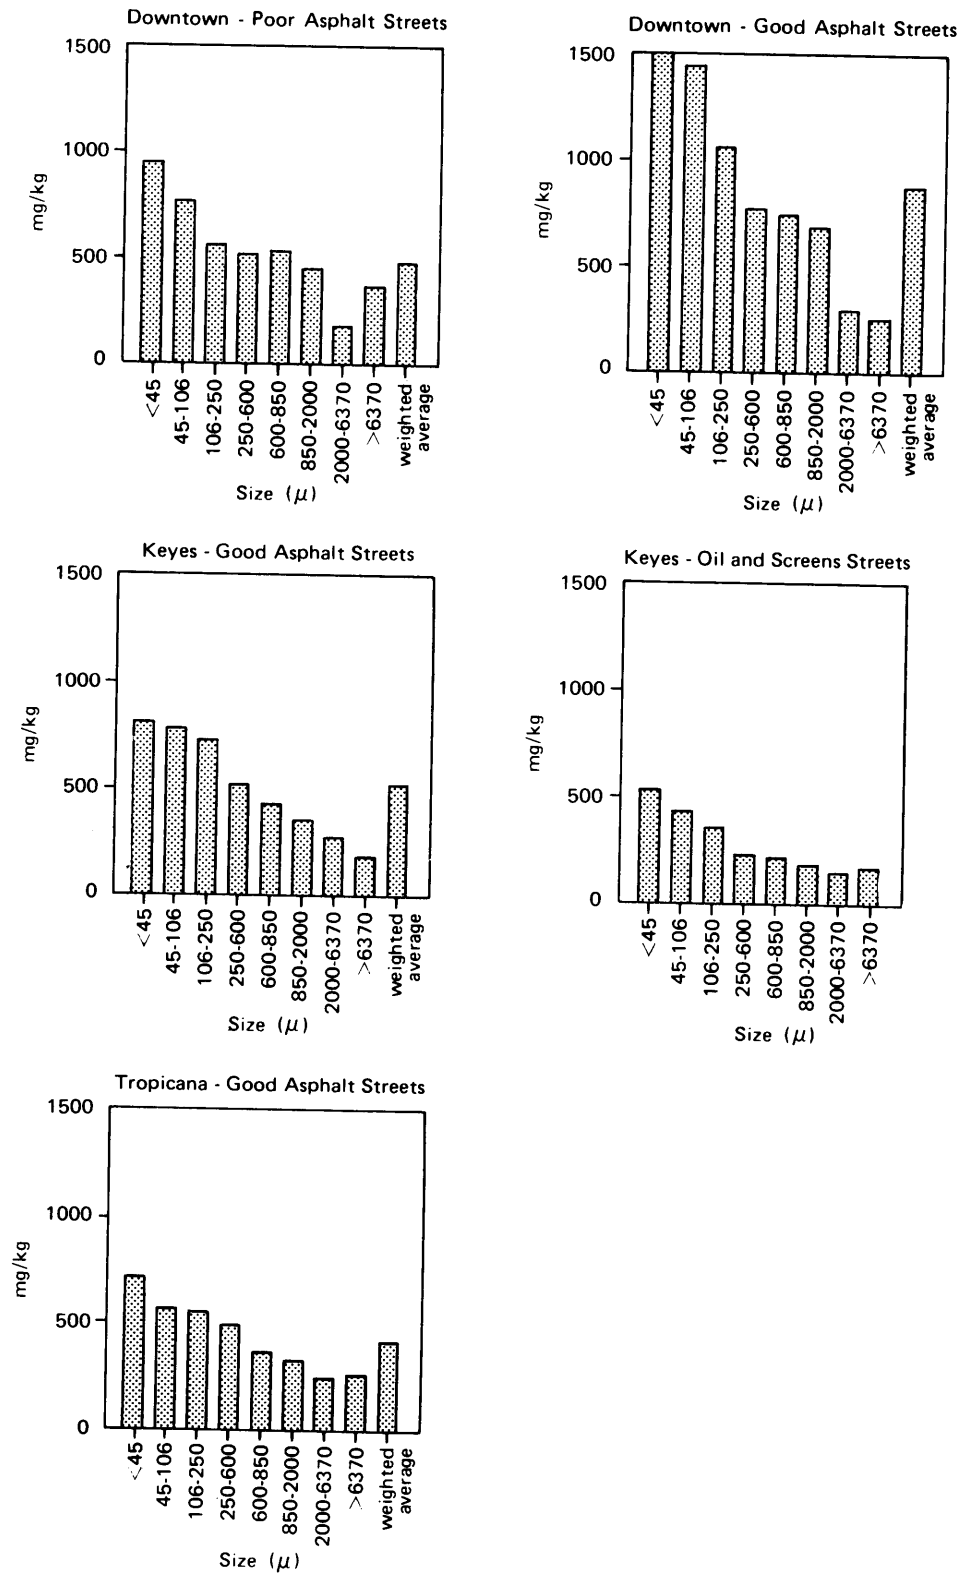 Downtown - Poor Asphalt Streets
1500
1000
500
0
mg/kg
<45
45-106
106-250
250-600
600-850
850-2000
2000-6370
>6370
weighted
average
Size (μ)
Downtown - Good Asphalt Streets
1500
1000
500
0
mg/kg
<45
45-106
106-250
250-600
600-850
850-2000
2000-6370
>6370
weighted
average
Size (μ)
Keyes - Good Asphalt Streets
1500
1000
500
0
mg/kg
<45
45-106
106-250
250-600
600-850
850-2000
2000-6370
>6370
weighted
average
Size (μ)
Keyes - Oil and Screens Streets
1500
1000
500
0
mg/kg
<45
45-106
106-250
250-600
600-850
850-2000
2000-6370
>6370
Size (μ)
Tropicana - Good Asphalt Streets
1500
1000
500
0
mg/kg
<45
45-106
106-250
250-600
600-850
850-2000
2000-6370
>6370
weighted
average
Size (μ)